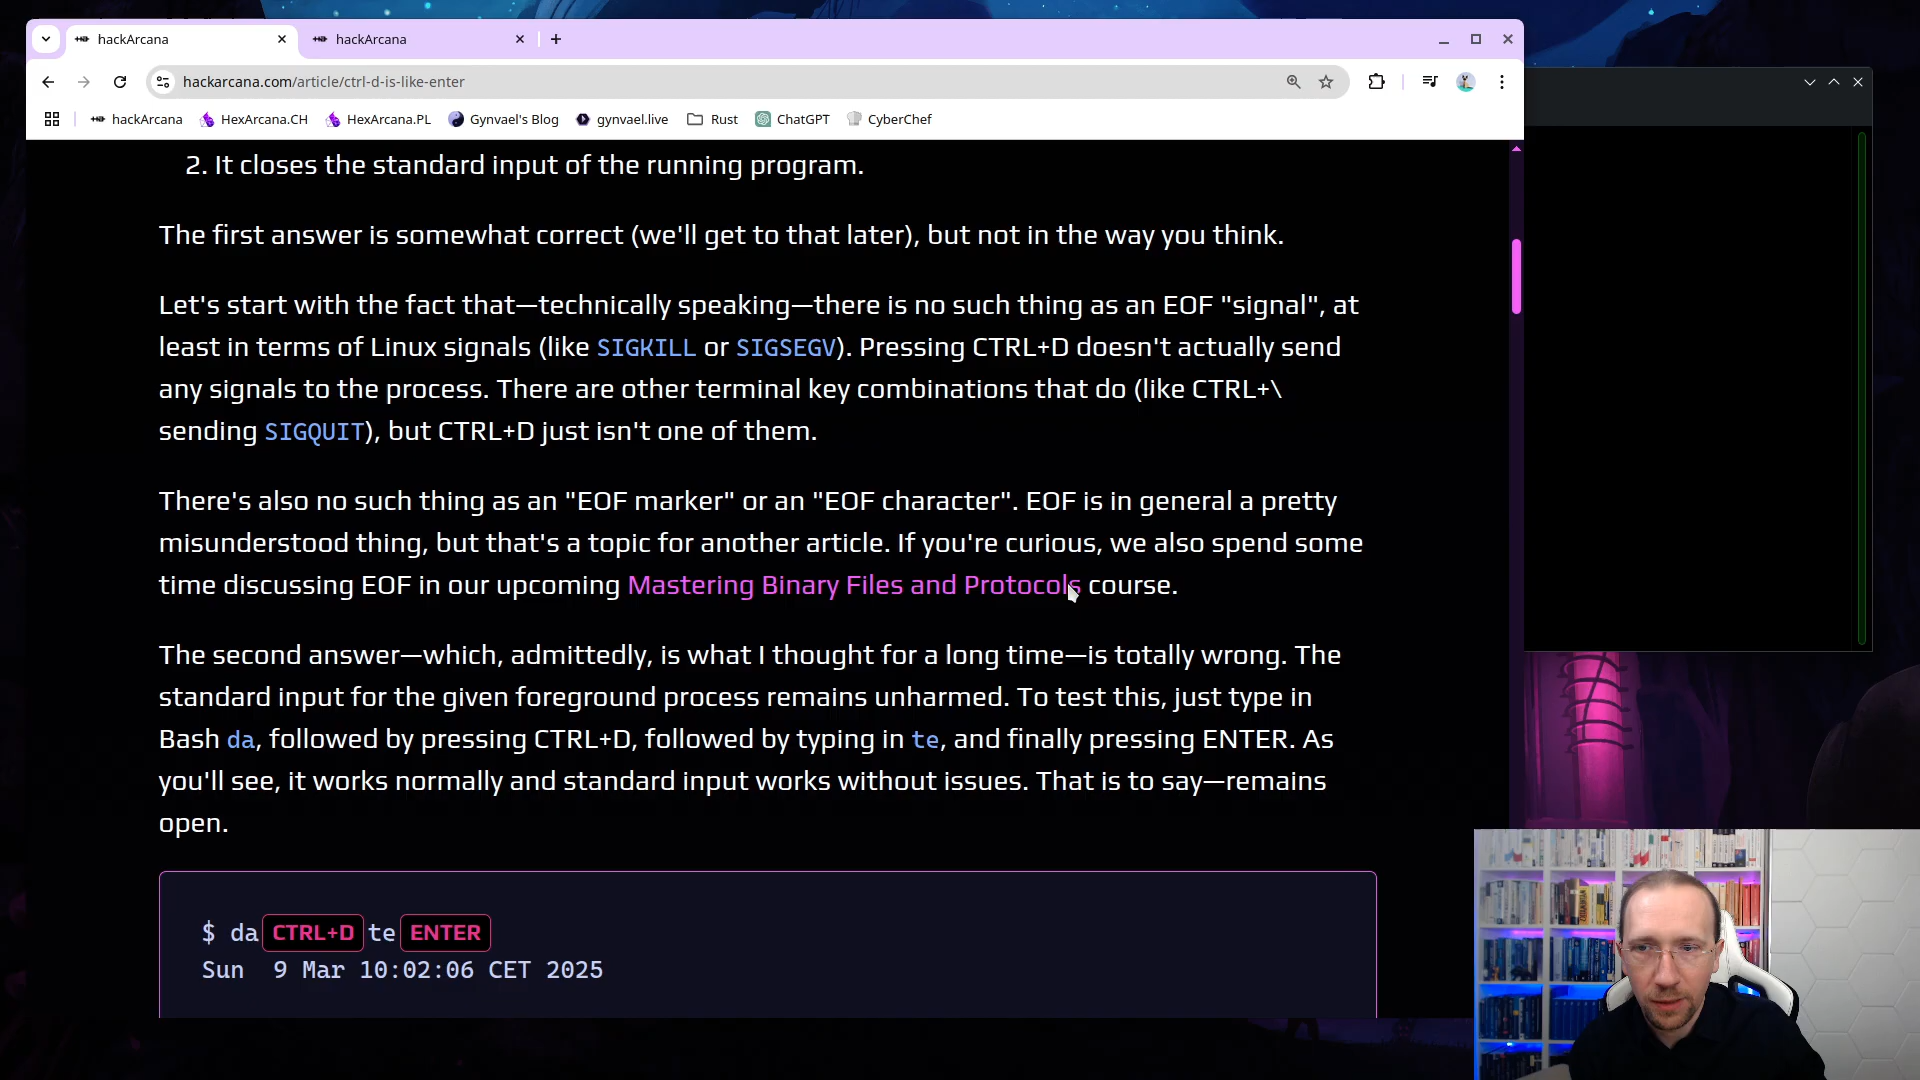 hackArcana
hackArcana
hackarcana.com/article/ctrl-d-is-like-enter
hackArcana
HexArcana.CH
HexArcana.PL
Gynvael's Blog
gynvael.live
Rust
ChatGPT
CyberChef
2. It closes the standard input of the running program.
The first answer is somewhat correct (we'll get to that later), but not in the way you think.
Let's start with the fact that—technically speaking—there is no such thing as an EOF "signal", at
least in terms of Linux signals (like SIGKILL or SIGSEGV). Pressing CTRL+D doesn't actually send
any signals to the process. There are other terminal key combinations that do (like CTRL+\
sending SIGQUIT), but CTRL+D just isn't one of them.
There's also no such thing as an "EOF marker" or an "EOF character". EOF is in general a pretty
misunderstood thing, but that's a topic for another article. If you're curious, we also spend some
time discussing EOF in our upcoming Mastering Binary Files and Protocols course.
The second answer—which, admittedly, is what I thought for a long time—is totally wrong. The
standard input for the given foreground process remains unharmed. To test this, just type in
Bash da, followed by pressing CTRL+D, followed by typing in te, and finally pressing ENTER. As
you'll see, it works normally and standard input works without issues. That is to say—remains
open.
$ da CTRL+D te ENTER
Sun  9 Mar 10:02:06 CET 2025